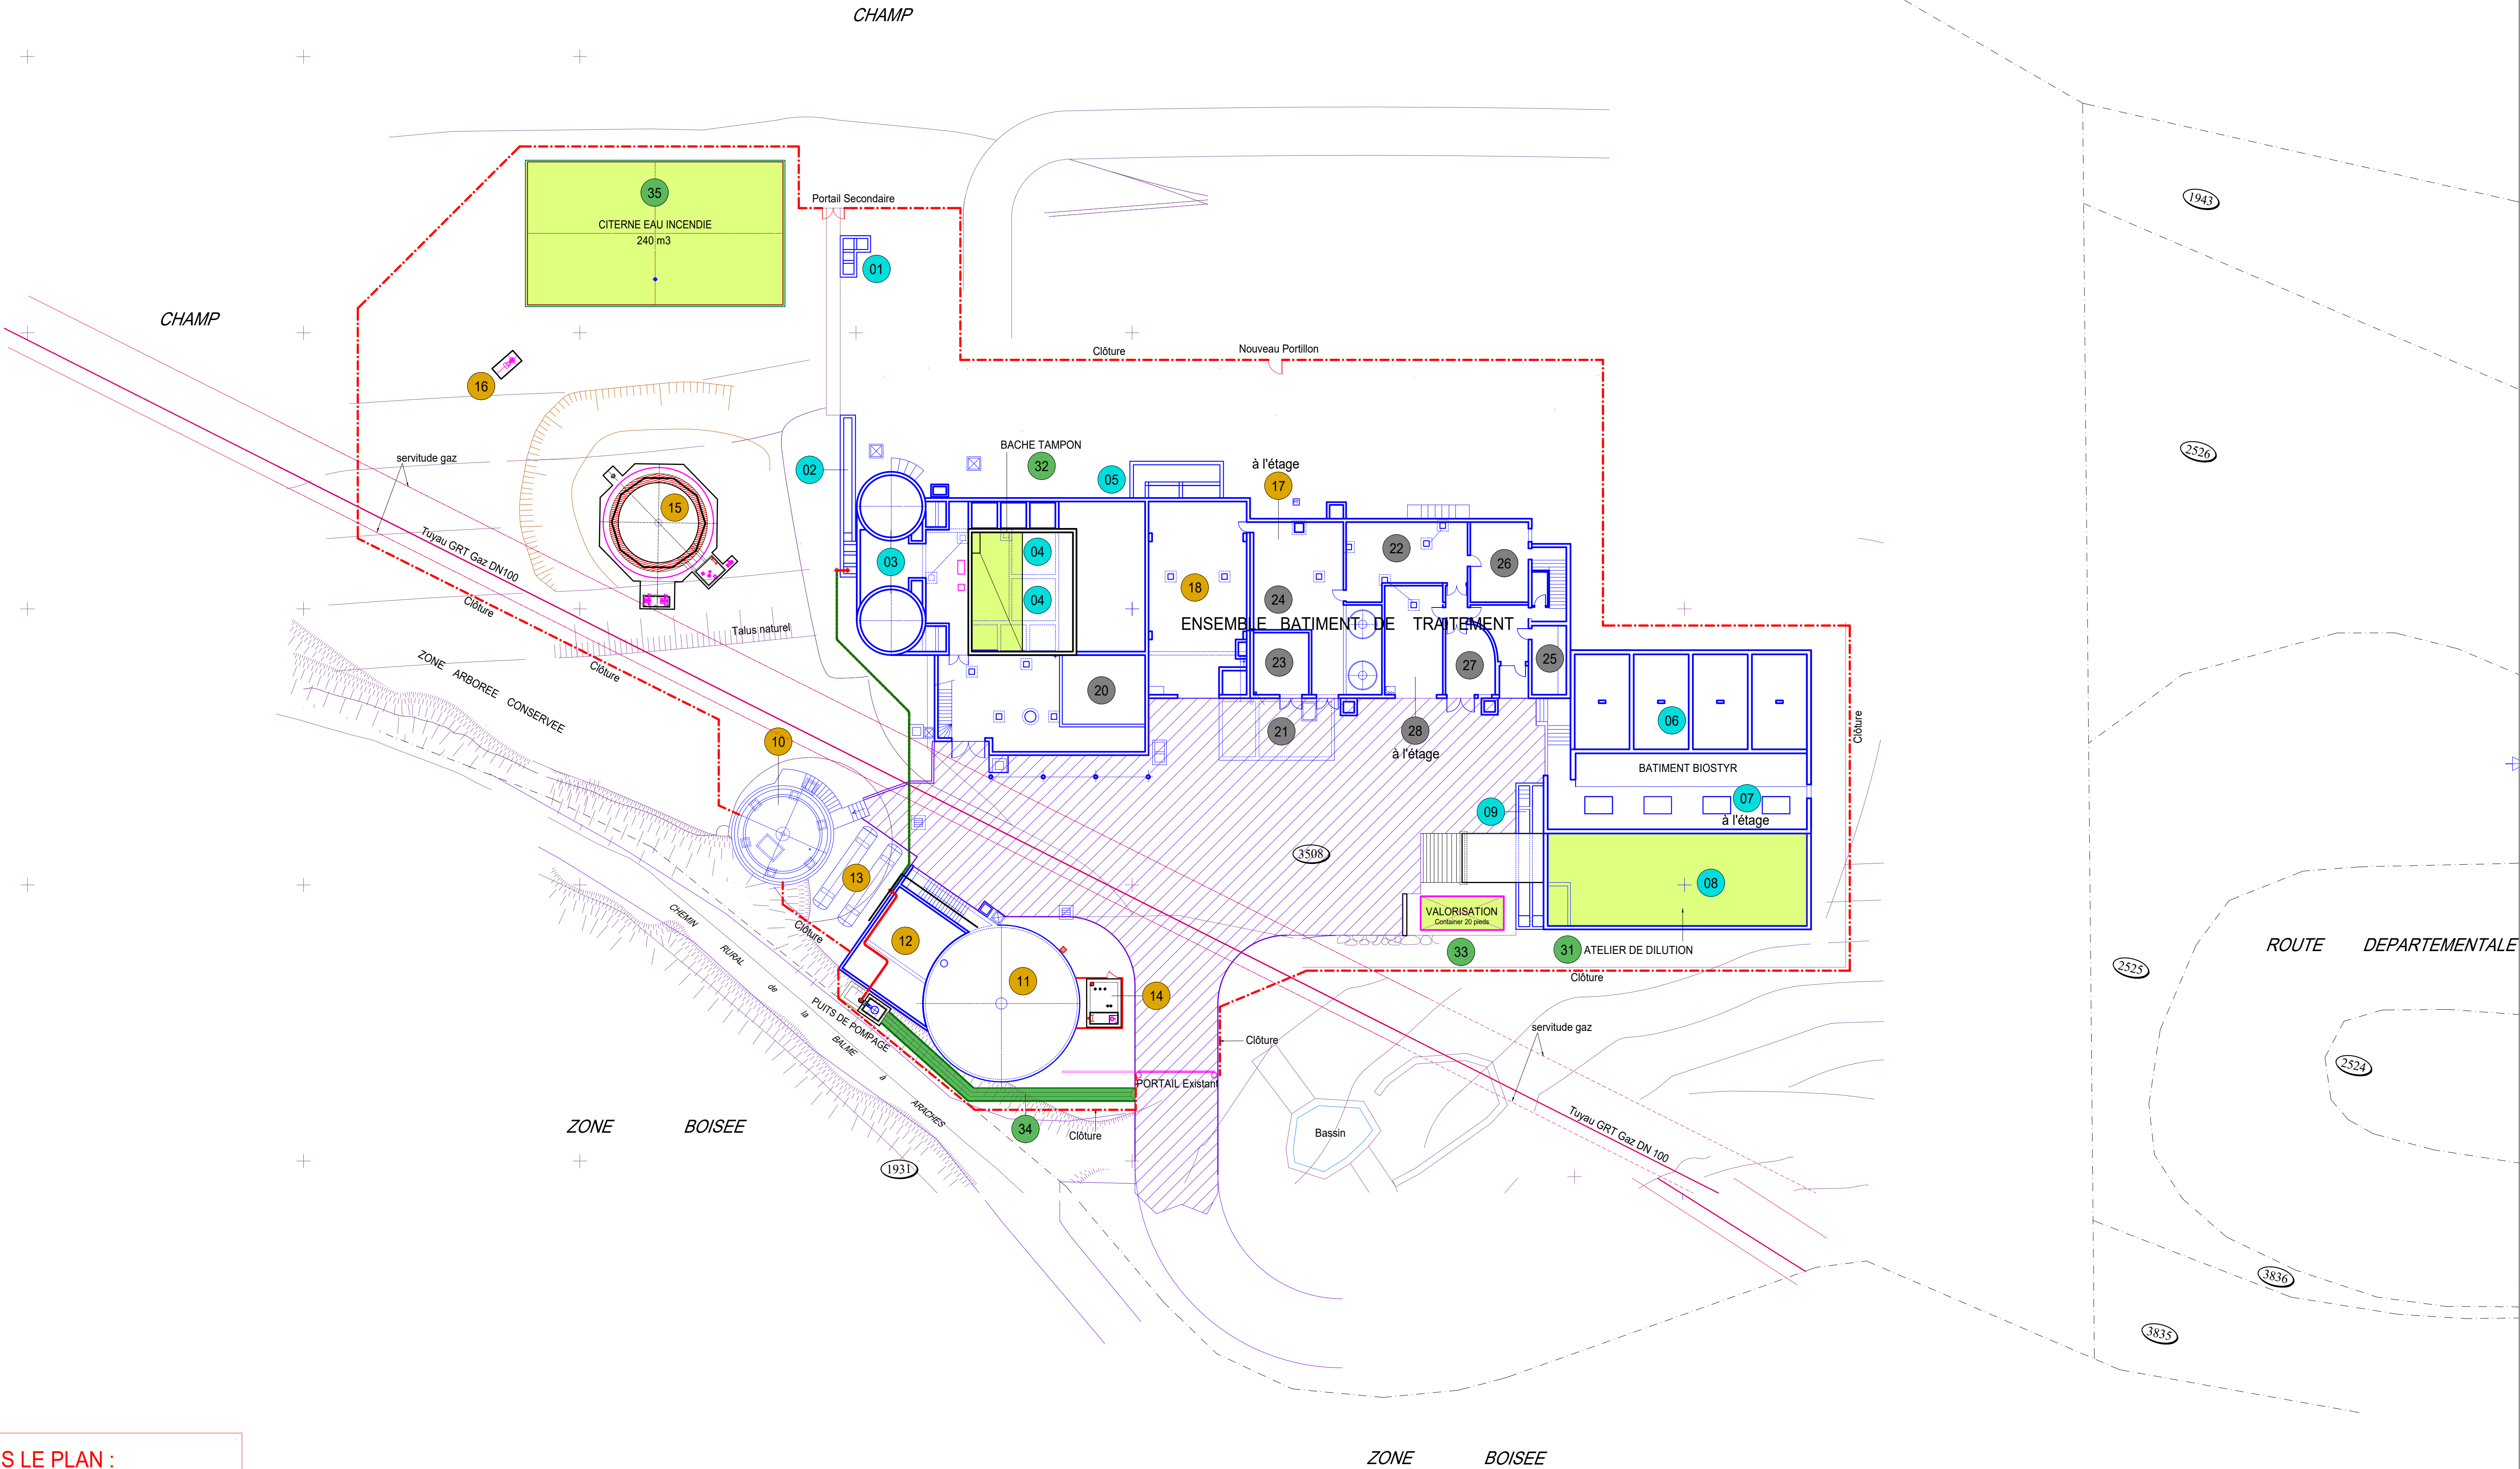 CHAMP
1943
Portail Secondaire
35
CITERNE EAU INCENDIE
240 m3
01
CHAMP
Clôture
Nouveau Portillon
16
servitude gaz
BACHE TAMPON
32
02
05
à l'étage
17
2526
15
Tuyau GRT Gaz DN100
03
04
04
18
24
22
26
Clôture
Talus naturel
ENSEMBLE BATIMENT DE TRAITEMENT
ZONE ARBOREE CONSERVEE
Clôture
20
23
27
25
10
21
28
à l'étage
06
Clôture
BATIMENT BIOSTYR
07
à l'étage
09
3508
13
08
CHEMIN RURAL de la BALME à ARACHES
Clôture
12
VALORISATION
Container 20 pieds
33
31
ATELIER DE DILUTION
Clôture
ROUTE DEPARTEMENTALE
2525
11
14
PUITS DE POMPAGE
servitude gaz
Clôture
2524
PORTAIL Existant
34
Clôture
Bassin
Tuyau GRT Gaz DN 100
ZONE BOISEE
1931
3836
3835
S LE PLAN :
ZONE BOISEE